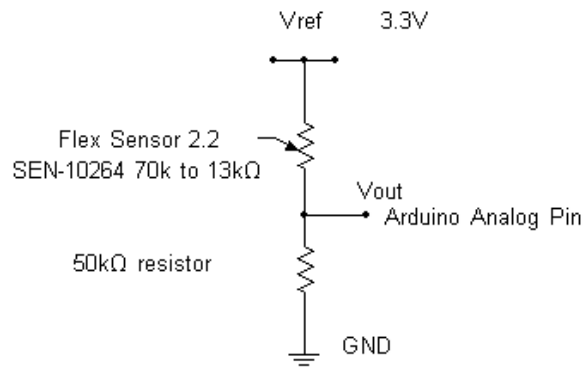 Vref 3.3V
Flex Sensor 2.2
SEN-10264 70k to 13kΩ
Vout
Arduino Analog Pin
50kΩ resistor
GND